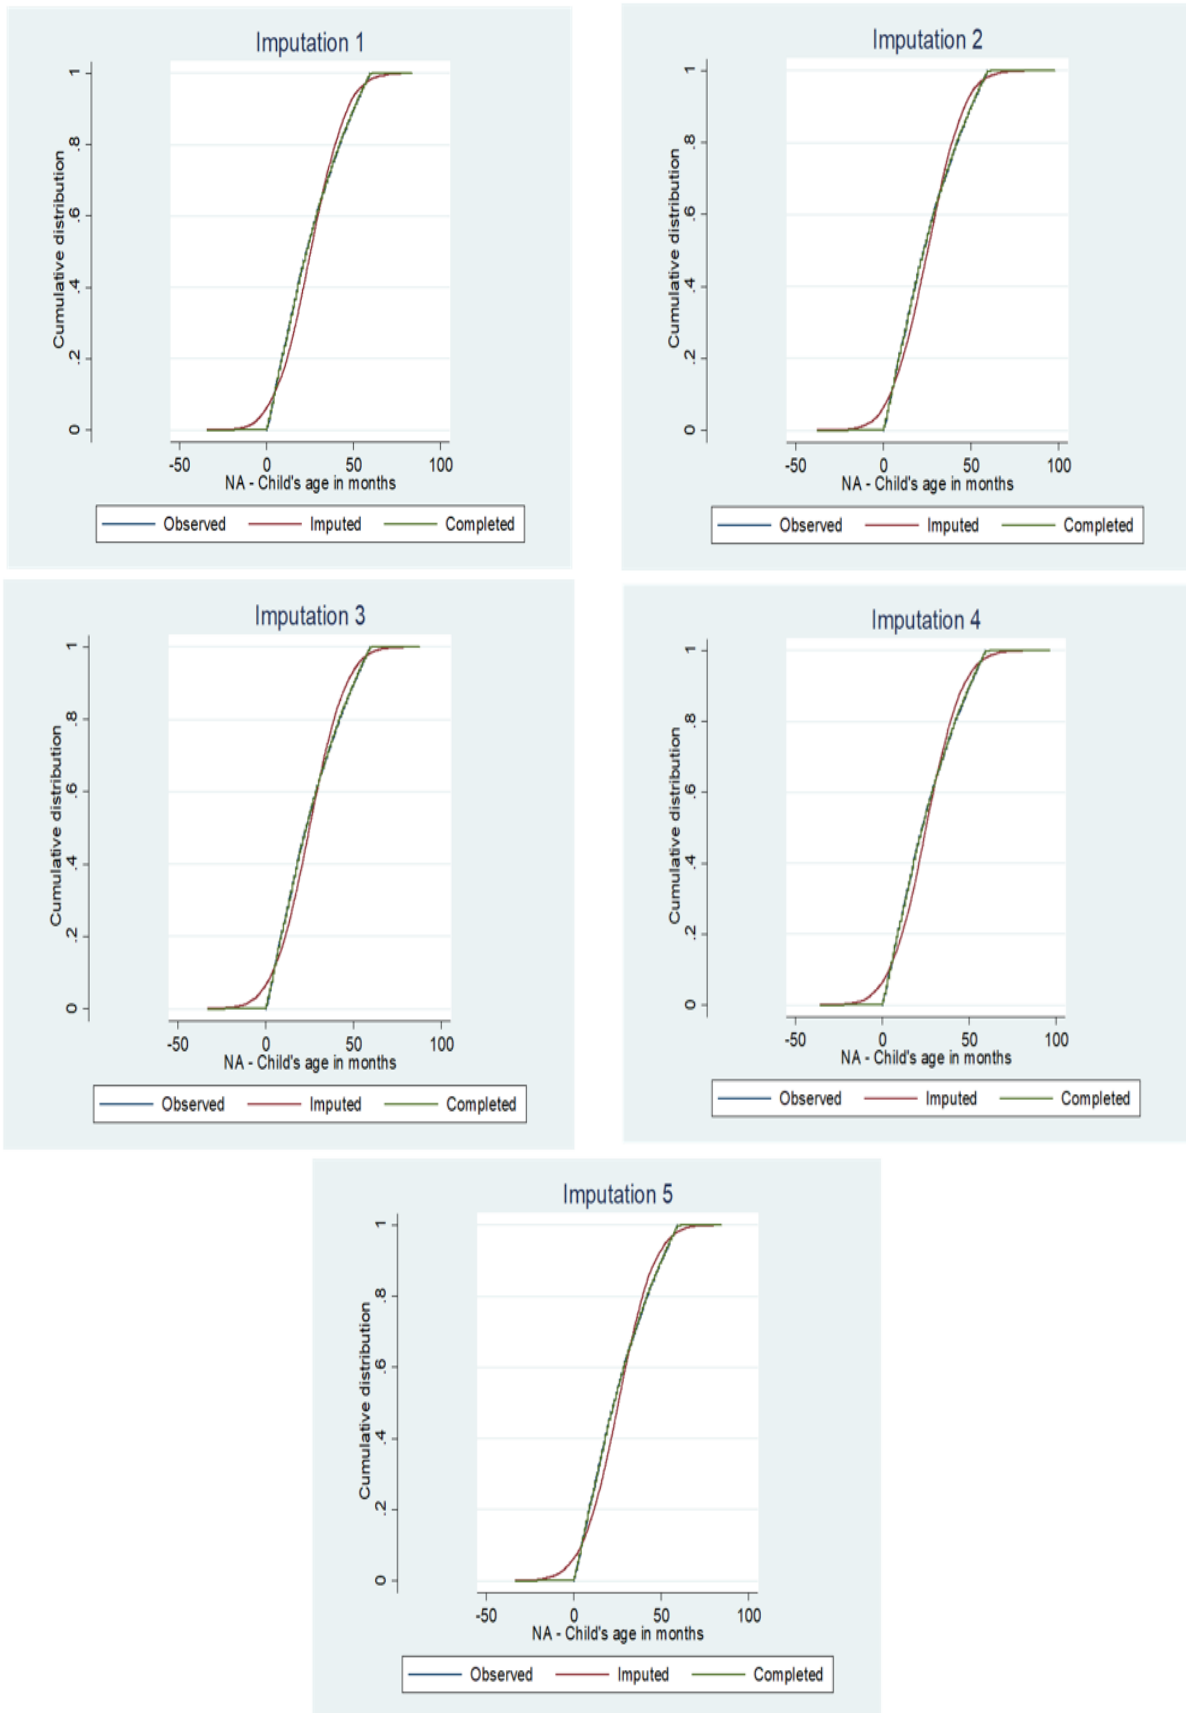 Imputation 1
Cumulative distribution
1
.8
.6
.4
.2
0
-50 0 50 100
NA - Child's age in months
Observed Imputed Completed
Imputation 2
Cumulative distribution
1
.8
.6
.4
.2
0
-50 0 50 100
NA - Child's age in months
Observed Imputed Completed
Imputation 3
Cumulative distribution
1
.8
.6
.4
.2
0
-50 0 50 100
NA - Child's age in months
Observed Imputed Completed
Imputation 4
Cumulative distribution
1
.8
.6
.4
.2
0
-50 0 50 100
NA - Child's age in months
Observed Imputed Completed
Imputation 5
Cumulative distribution
1
.8
.6
.4
.2
0
-50 0 50 100
NA - Child's age in months
Observed Imputed Completed